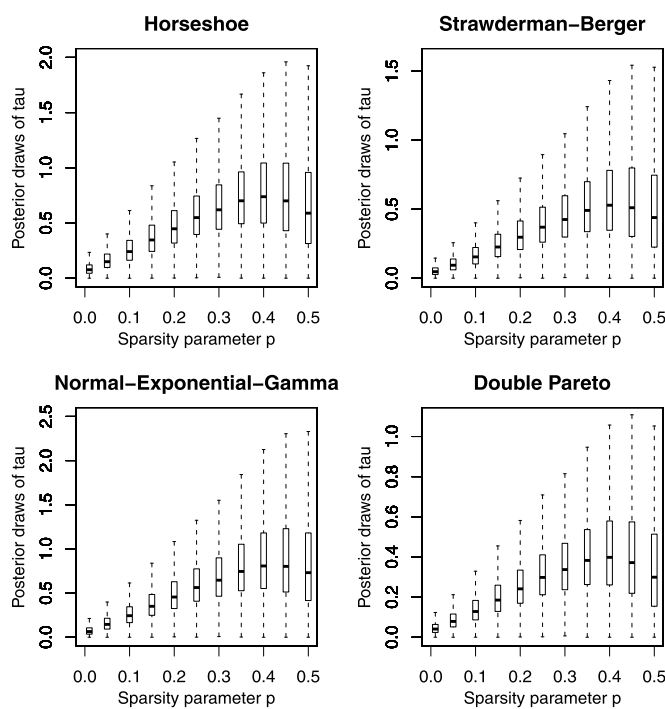 Horseshoe
Posterior draws of tau
0.0 0.5 1.0 1.5 2.0
0.0 0.1 0.2 0.3 0.4 0.5
Sparsity parameter p
Strawderman−Berger
Posterior draws of tau
0.0 0.5 1.0 1.5
0.0 0.1 0.2 0.3 0.4 0.5
Sparsity parameter p
Normal−Exponential−Gamma
Posterior draws of tau
0.0 0.5 1.0 1.5 2.0 2.5
0.0 0.1 0.2 0.3 0.4 0.5
Sparsity parameter p
Double Pareto
Posterior draws of tau
0.0 0.2 0.4 0.6 0.8 1.0
0.0 0.1 0.2 0.3 0.4 0.5
Sparsity parameter p